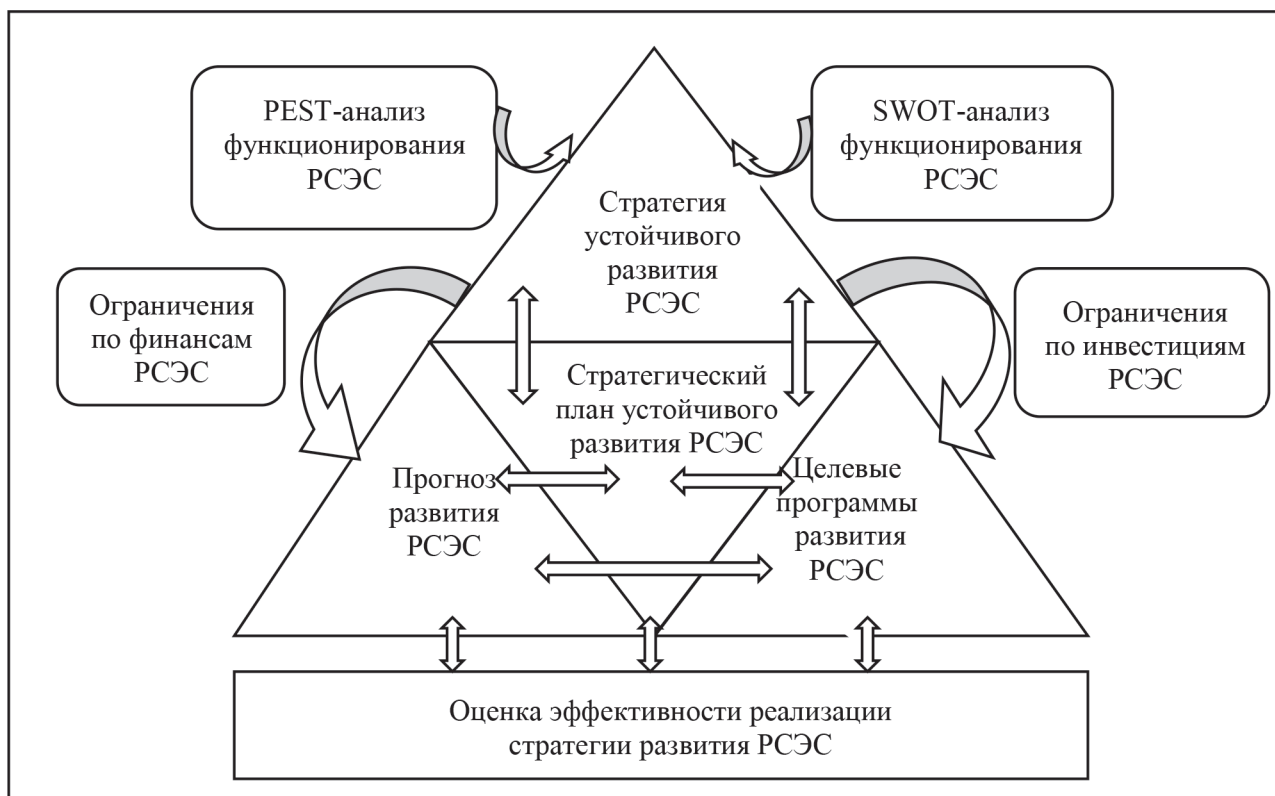 PEST-анализ
функционирования
РСЭС
SWOT-анализ
функционирования
РСЭС
Стратегия
устойчивого
развития
РСЭС
Ограничения
по финансам
РСЭС
Ограничения
по инвестициям
РСЭС
Стратегический
план устойчивого
развития РСЭС
Прогноз
развития
РСЭС
Целевые
программы
развития
РСЭС
Оценка эффективности реализации
стратегии развития РСЭС